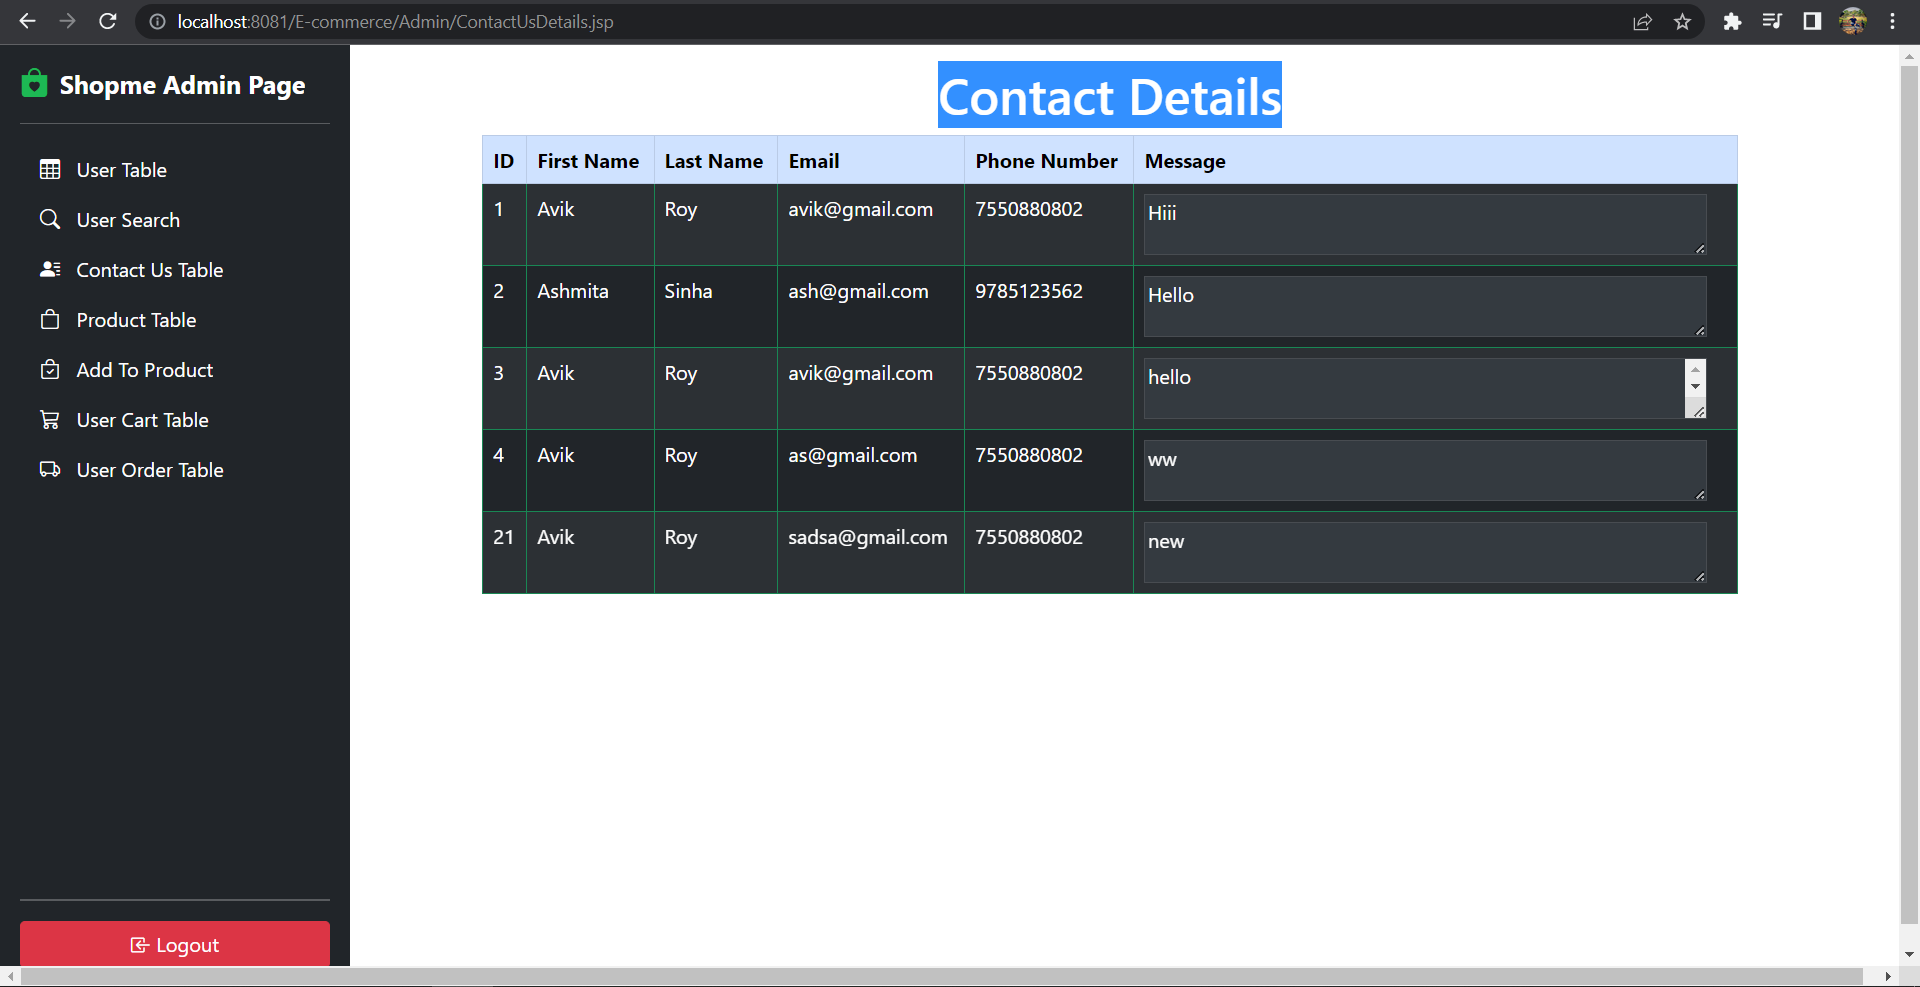 localhost:8081/E-commerce/Admin/ContactUsDetails.jsp
Shopme Admin Page
User Table
User Search
Contact Us Table
Product Table
Add To Product
User Cart Table
User Order Table
Logout
Contact Details
ID First Name Last Name Email Phone Number Message
1 Avik Roy avik@gmail.com 7550880802 Hiii
2 Ashmita Sinha ash@gmail.com 9785123562 Hello
3 Avik Roy avik@gmail.com 7550880802 hello
4 Avik Roy as@gmail.com 7550880802 ww
21 Avik Roy sadsa@gmail.com 7550880802 new